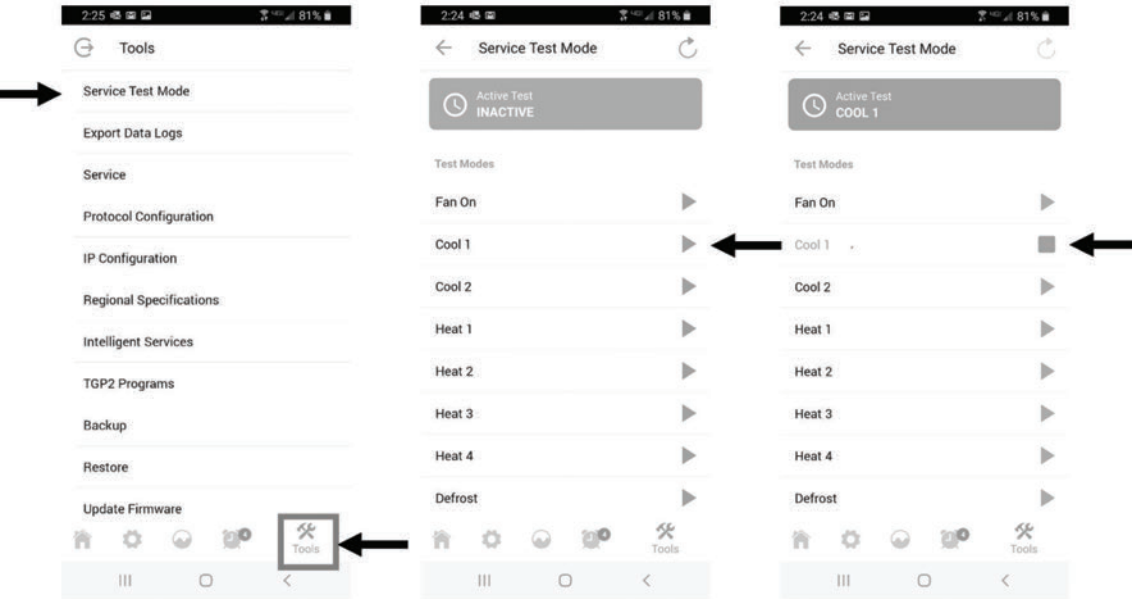 2:25
81%
Tools
Service Test Mode
Export Data Logs
Service
Protocol Configuration
IP Configuration
Regional Specifications
Intelligent Services
TGP2 Programs
Backup
Restore
Update Firmware
4
Tools
2:24
81%
Service Test Mode
Active Test
INACTIVE
Test Modes
Fan On
Cool 1
Cool 2
Heat 1
Heat 2
Heat 3
Heat 4
Defrost
4
Tools
2:24
81%
Service Test Mode
Active Test
COOL 1
Test Modes
Fan On
Cool 1
Cool 2
Heat 1
Heat 2
Heat 3
Heat 4
Defrost
4
Tools